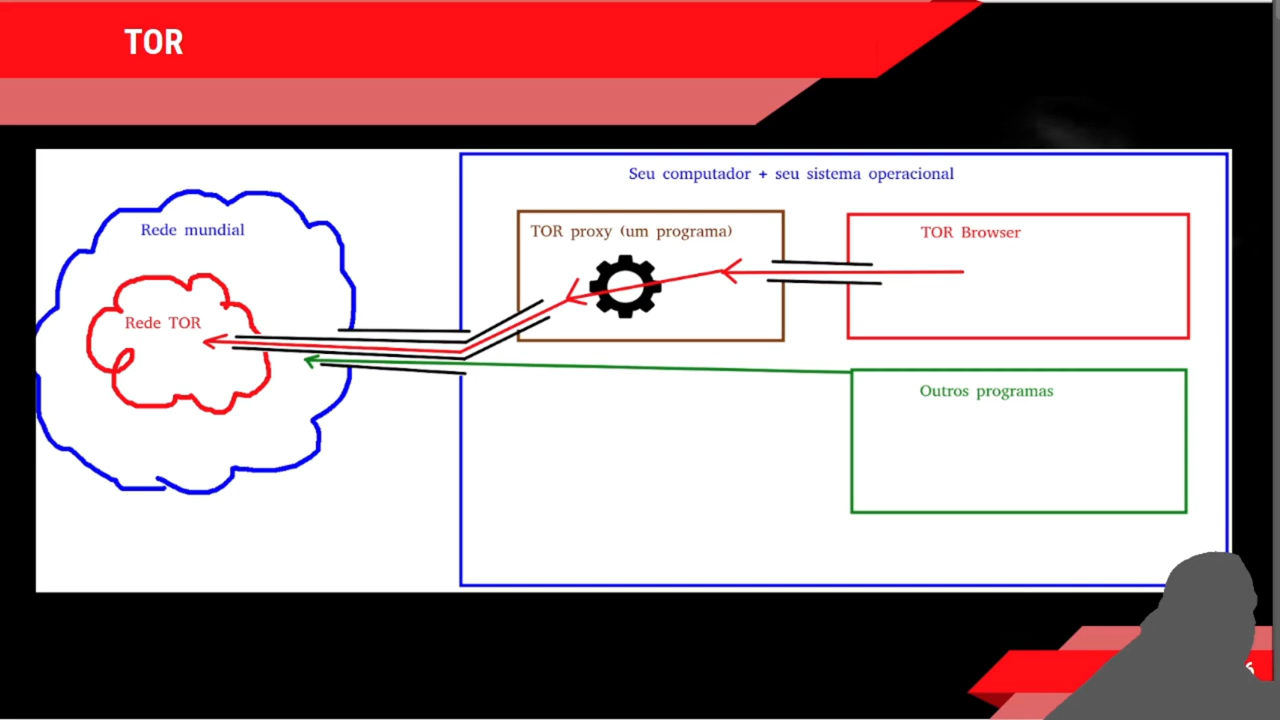 TOR
Seu computador + seu sistema operacional
Rede mundial
TOR proxy (um programa)
TOR Browser
Rede TOR
Outros programas